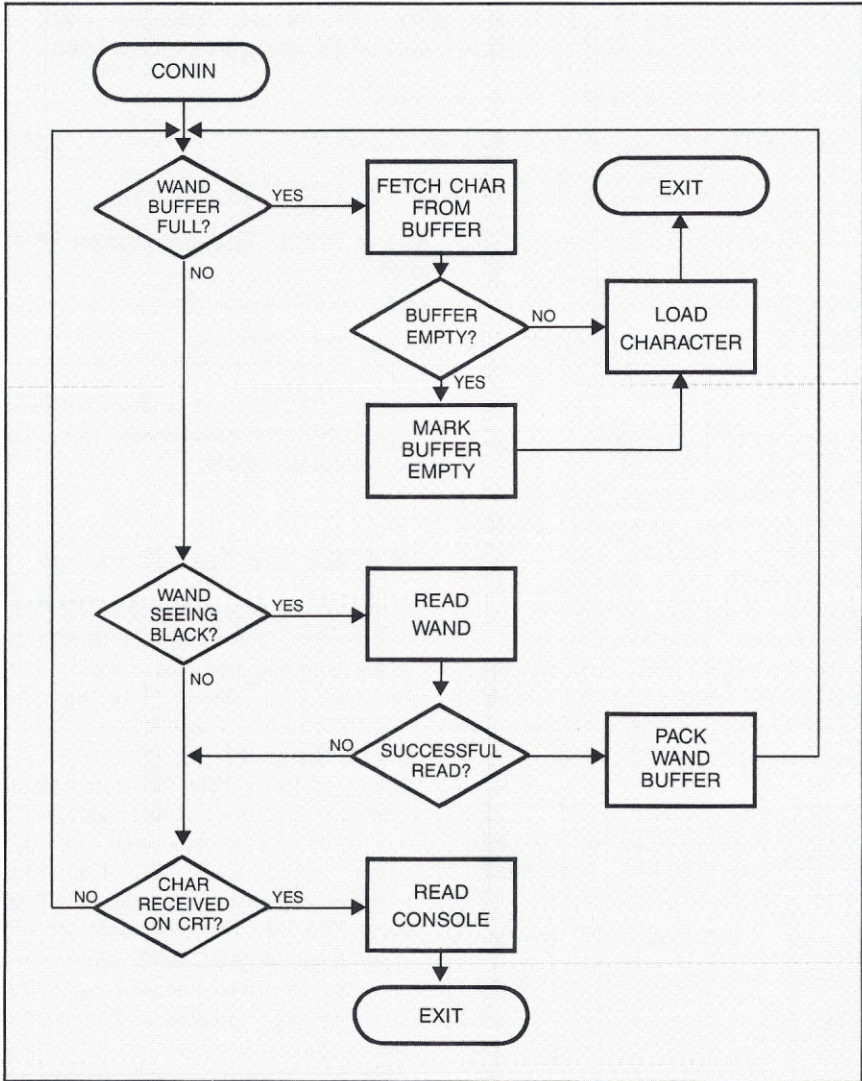 CONIN
WAND
BUFFER
FULL?
YES
NO
FETCH CHAR
FROM
BUFFER
EXIT
BUFFER
EMPTY?
NO
YES
LOAD
CHARACTER
MARK
BUFFER
EMPTY
WAND
SEEING
BLACK?
YES
NO
READ
WAND
SUCCESSFUL
READ?
NO
PACK
WAND
BUFFER
CHAR
RECEIVED
ON CRT?
NO
YES
READ
CONSOLE
EXIT